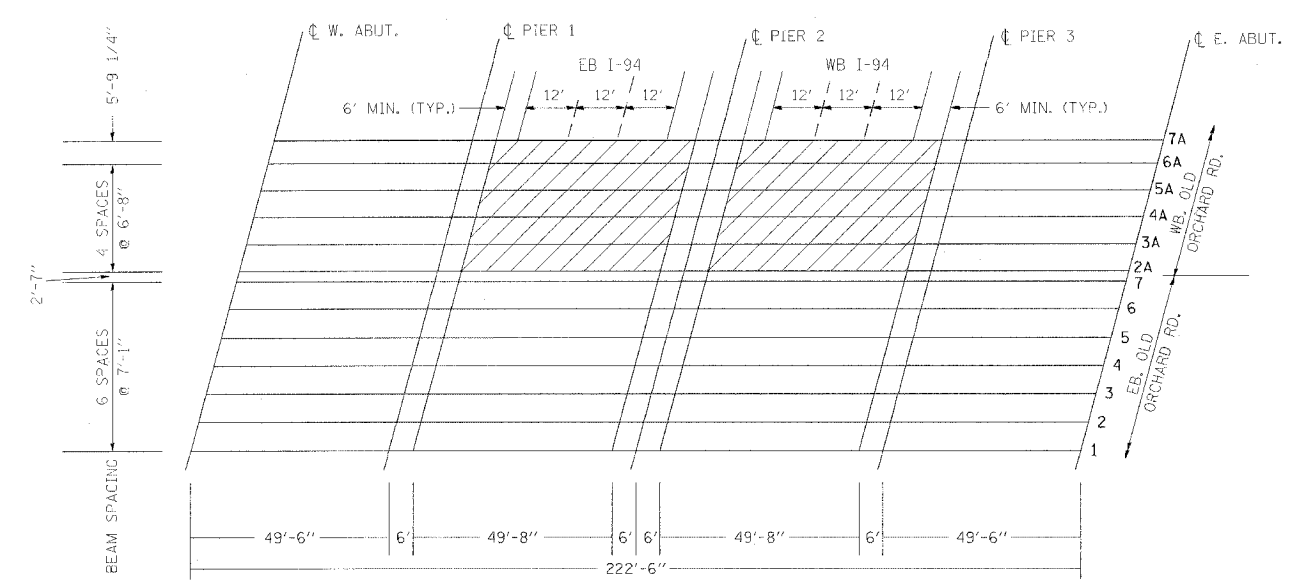 ℄ W. ABUT.
℄ PIER 1
℄ PIER 2
℄ PIER 3
℄ E. ABUT.
EB I-94
WB I-94
12' 12' 12'
12' 12' 12'
6' MIN. (TYP.)
6' MIN. (TYP.)
5'-9 1/4"
4 SPACES
@ 6'-8"
2'-7"
6 SPACES
@ 7'-1"
BEAM SPACING
7A
6A
5A
4A
3A
2A
7
6
5
4
3
2
1
WB. OLD
ORCHARD RD.
EB. OLD
ORCHARD RD.
49'-6" 6' 49'-8" 6' 6' 49'-8" 6' 49'-6"
222'-6"